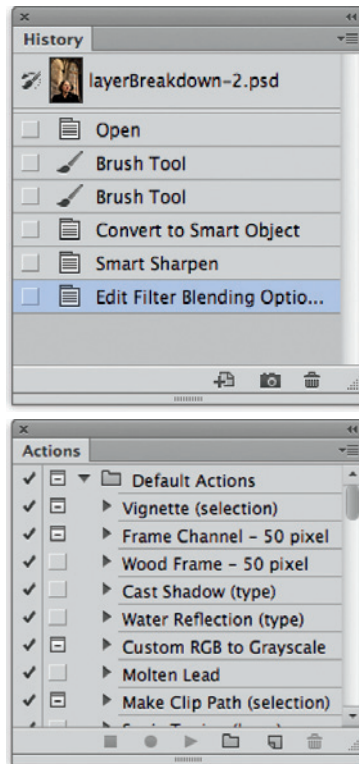 History
layerBreakdown-2.psd
Open
Brush Tool
Brush Tool
Convert to Smart Object
Smart Sharpen
Edit Filter Blending Optio...
Actions
Default Actions
Vignette (selection)
Frame Channel - 50 pixel
Wood Frame - 50 pixel
Cast Shadow (type)
Water Reflection (type)
Custom RGB to Grayscale
Molten Lead
Make Clip Path (selection)